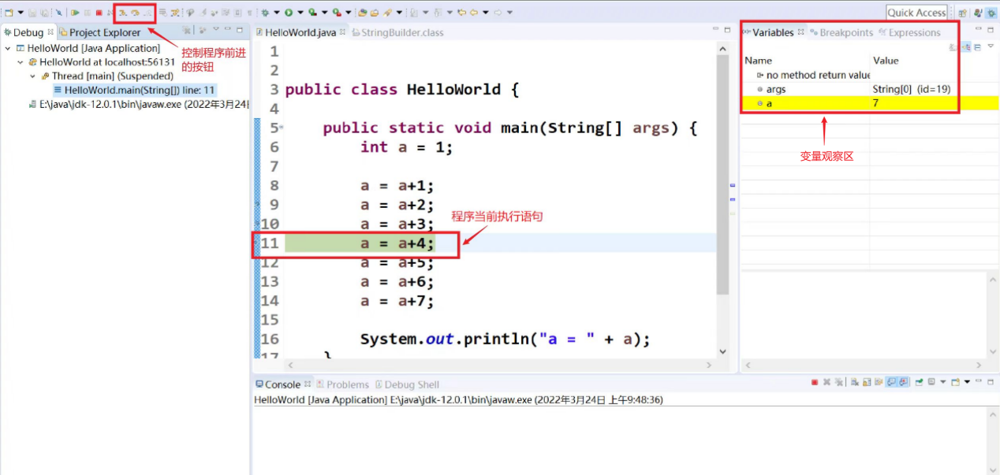 Quick Access
Debug
Project Explorer
控制程序前进
的按钮
HelloWorld [Java Application]
HelloWorld at localhost:56131
Thread [main] (Suspended)
HelloWorld.main(String[]) line: 11
E:\java\jdk-12.0.1\bin\javaw.exe (2022年3月24
HelloWorld.java
StringBuilder.class
1
2
3 public class HelloWorld {
4
5 public static void main(String[] args) {
6 int a = 1;
7
8 a = a+1;
9 a = a+2;
10 a = a+3;
11 a = a+4;
12 a = a+5;
13 a = a+6;
14 a = a+7;
15
16 System.out.println("a = " + a);
17 }
程序当前执行语句
Variables
Breakpoints
Expressions
Name Value
no method return value
args String[0] (id=19)
a 7
变量观察区
Console
Problems
Debug Shell
HelloWorld [Java Application] E:\java\jdk-12.0.1\bin\javaw.exe (2022年3月24日 上午9:48:36)